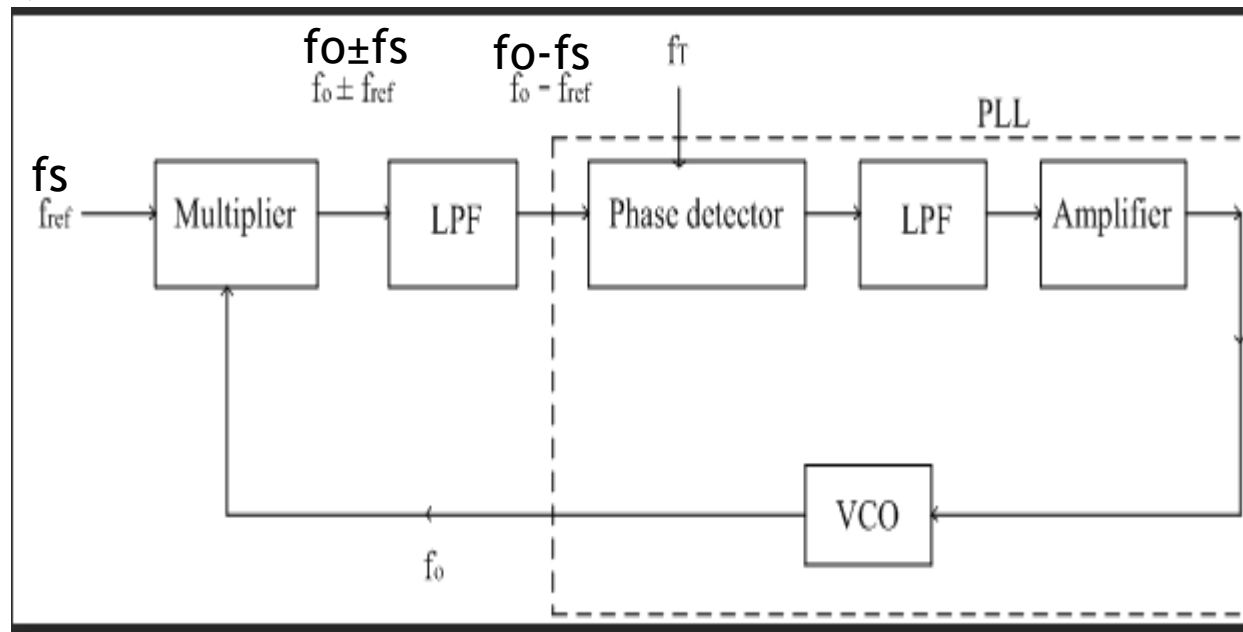 fo±fs
fo ± fref
fo-fs
fo – fref
fT
PLL
fs
fref
Multiplier
LPF
Phase detector
LPF
Amplifier
VCO
fo